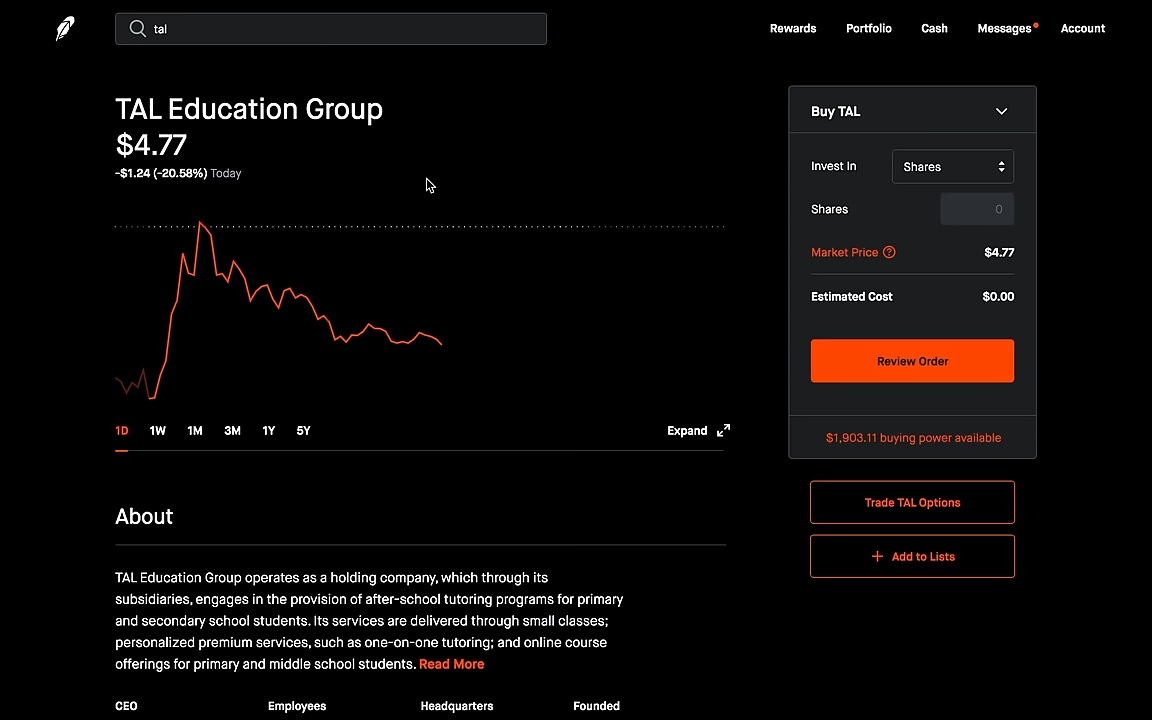 tal
Rewards
Portfolio
Cash
Messages
Account
TAL Education Group
$4.77
-$1.24 (-20.58%) Today
1D
1W
1M
3M
1Y
5Y
Expand
Buy TAL
Invest In
Shares
Shares
0
Market Price ?
$4.77
Estimated Cost
$0.00
Review Order
$1,903.11 buying power available
Trade TAL Options
+ Add to Lists
About
TAL Education Group operates as a holding company, which through its
subsidiaries, engages in the provision of after-school tutoring programs for primary
and secondary school students. Its services are delivered through small classes;
personalized premium services, such as one-on-one tutoring; and online course
offerings for primary and middle school students. Read More
CEO
Employees
Headquarters
Founded